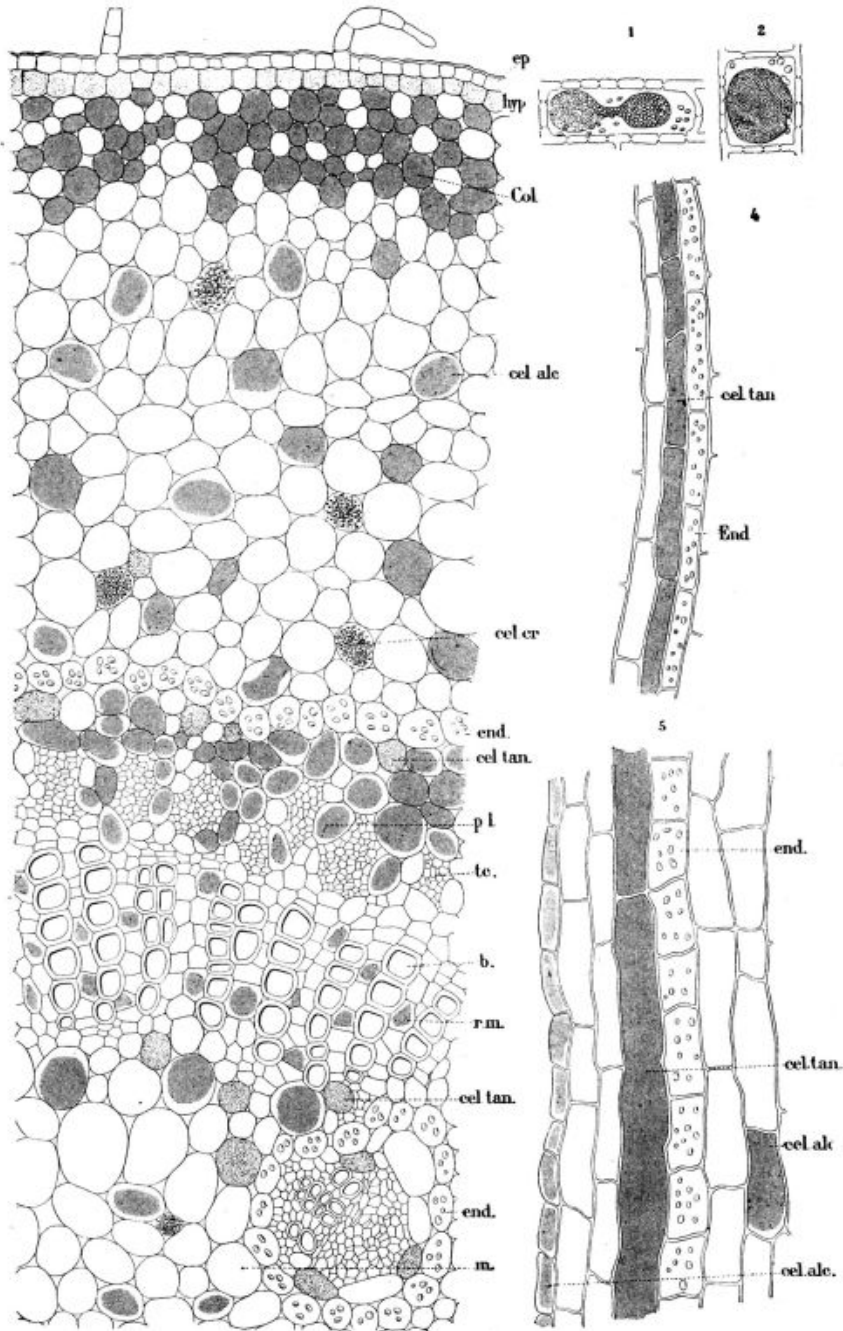 1
2
ep
hyp
Col
4
cel alc
cel.tan
End
cel cr
end.
5
cel tan.
p l.
end.
te.
b.
r.m.
cel.tan.
cel tan.
cel.alc
end.
m.
cel.alc.